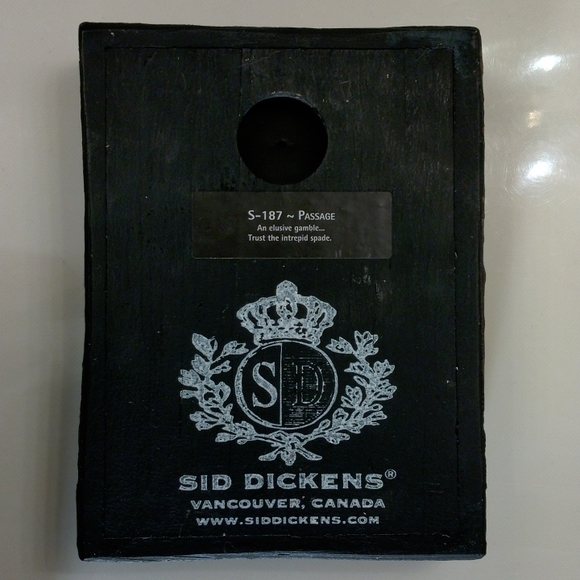 S-187 ~ PASSAGE
An elusive gamble...
Trust the intrepid spade.
SD
SID DICKENS®
VANCOUVER, CANADA
WWW.SIDDICKENS.COM